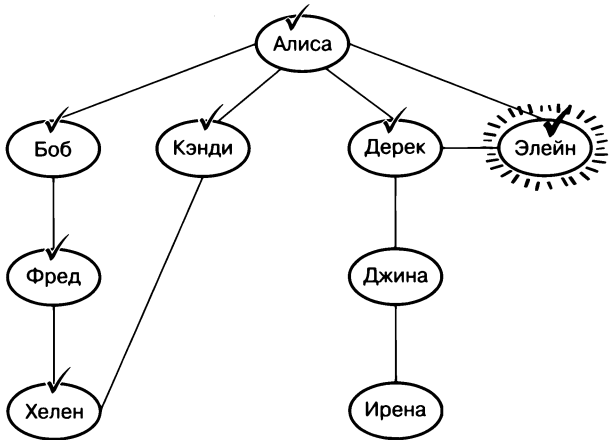 Алиса
Боб
Кэнди
Дерек
Элейн
Фред
Джина
Хелен
Ирена